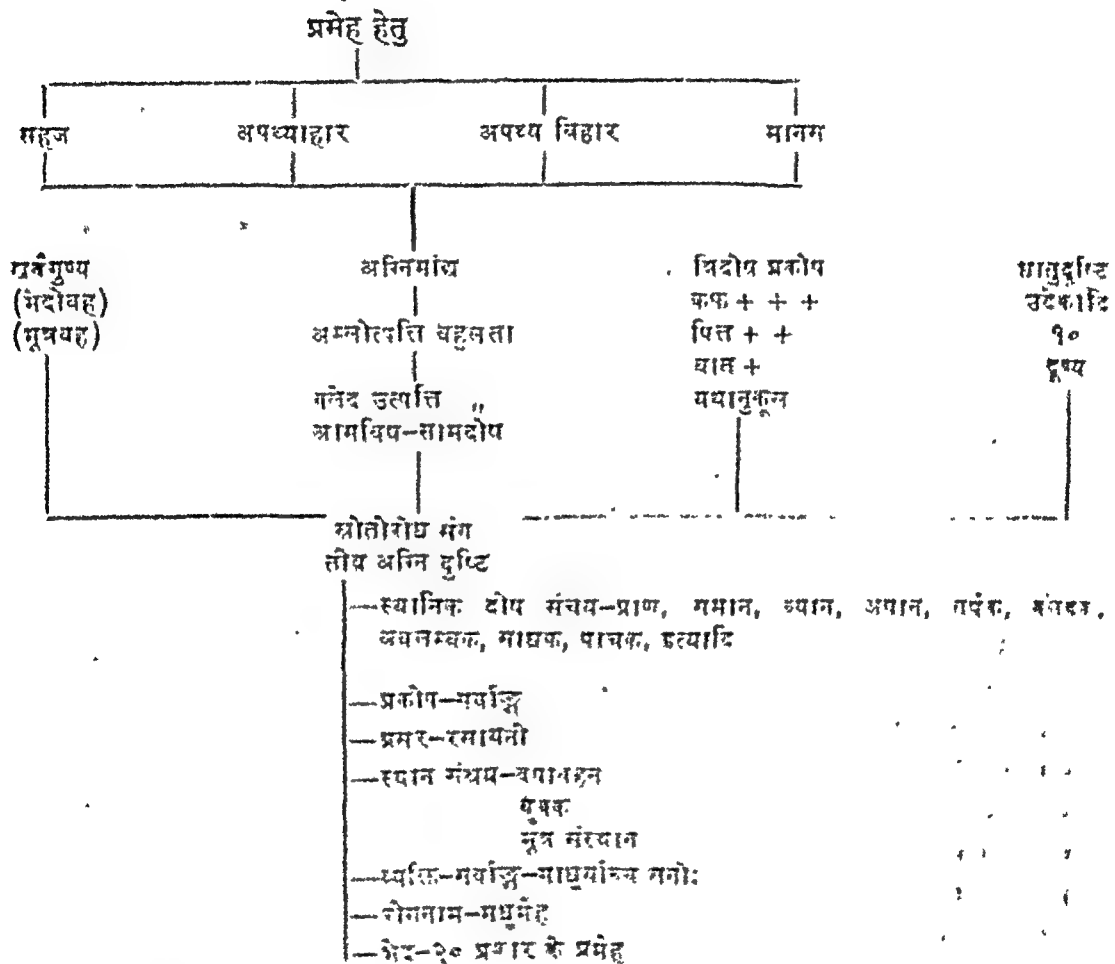 प्रमेह हेतु
सहज अपथ्याहार अपथ्य विहार मानस
खवैगुण्य
(मेदोवह)
(मूत्रवह)
अग्निमांद्य
अम्लोत्पत्ति बहुलता
क्लेद उत्पत्ति „
आमविष-सामदोष
त्रिदोष प्रकोप
कफ + + +
पित्त + +
वात +
यथानुकूल
धातुदुष्टि
उदकादि
१०
दूष्य
स्रोतोरोध संग
तीव्र अग्नि दुष्टि
—स्थानिक दोष संचय-प्राण, समान, व्यान, अपान, तर्पक, क्लेदक,
अवलम्बक, साधक, पाचक, इत्यादि
—प्रकोप-सर्वाङ्ग
—प्रसर-रसायनी
—स्थान संश्रय-वपावहन
वृक्क
मूत्र संस्थान
—व्यक्ति-सर्वाङ्ग-माधुर्याच्च तनोः
—रोगनाम-मधुमेह
—भेद-२० प्रकार के प्रमेह